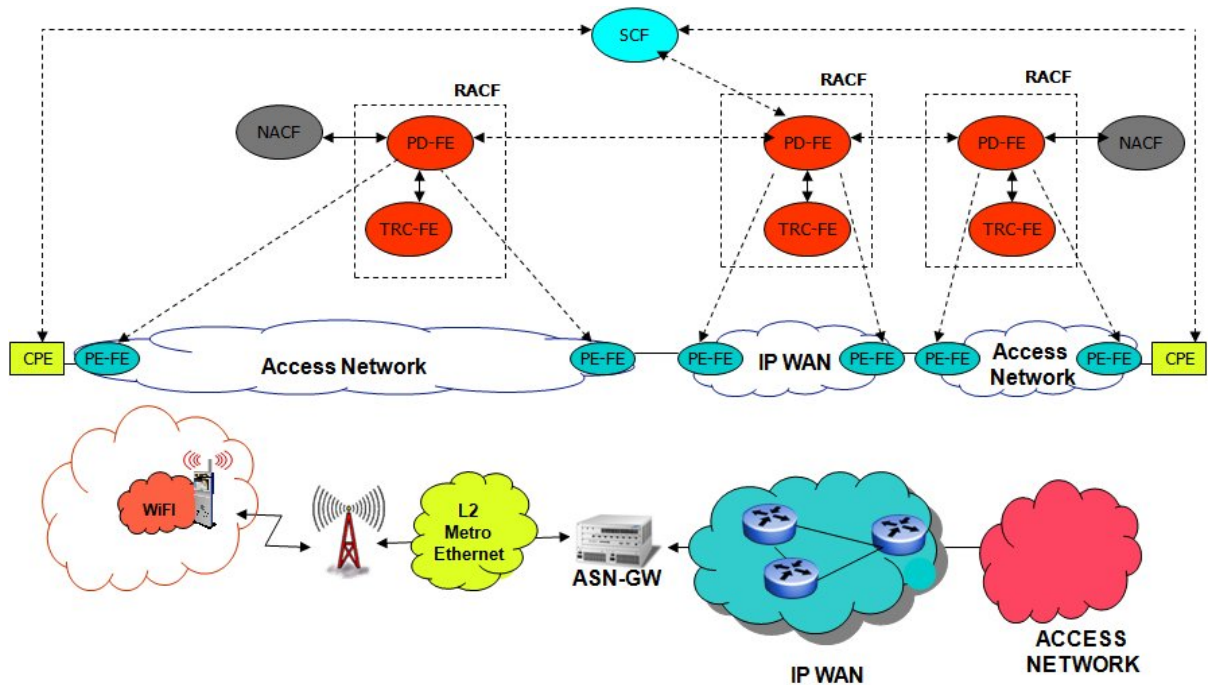 SCF
RACF
RACF
RACF
NACF
PD-FE
PD-FE
PD-FE
NACF
TRC-FE
TRC-FE
TRC-FE
CPE
PE-FE
Access Network
PE-FE
PE-FE
IP WAN
PE-FE
PE-FE
Access
Network
PE-FE
CPE
WiFI
L2
Metro
Ethernet
ASN-GW
IP WAN
ACCESS
NETWORK